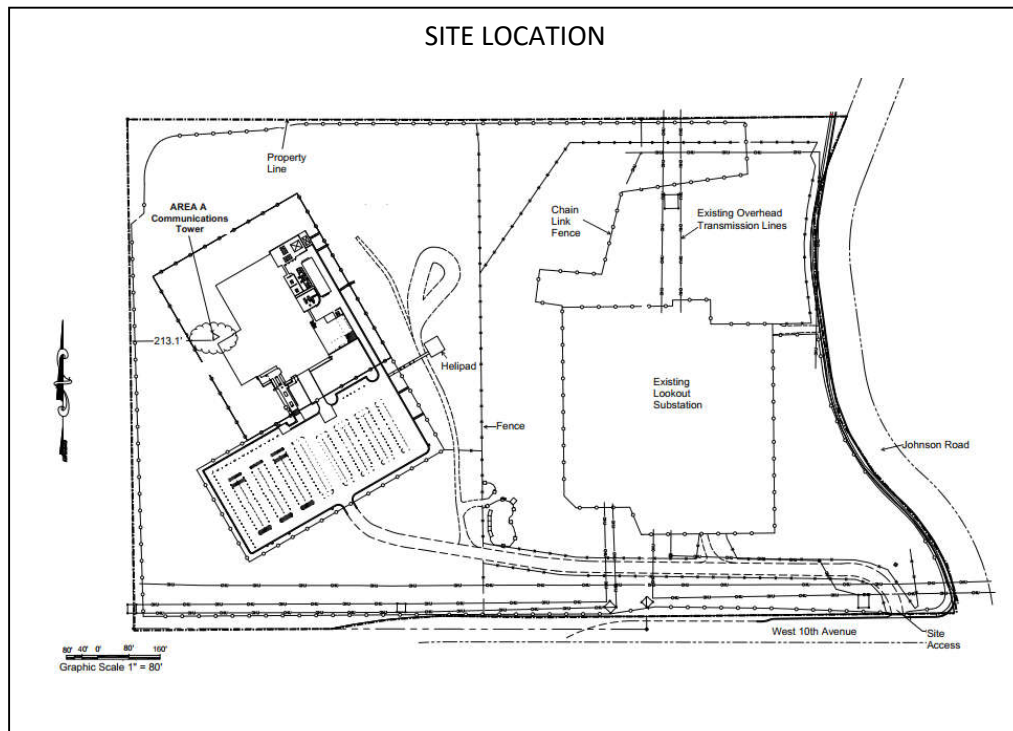 SITE LOCATION
Property
Line
AREA A
Communications
Tower
Chain
Link
Fence
Existing Overhead
Transmission Lines
213.1'
Helipad
Existing
Lookout
Substation
Fence
Johnson Road
West 10th Avenue
Site
Access
80' 40' 0' 80' 160'
Graphic Scale 1" = 80'